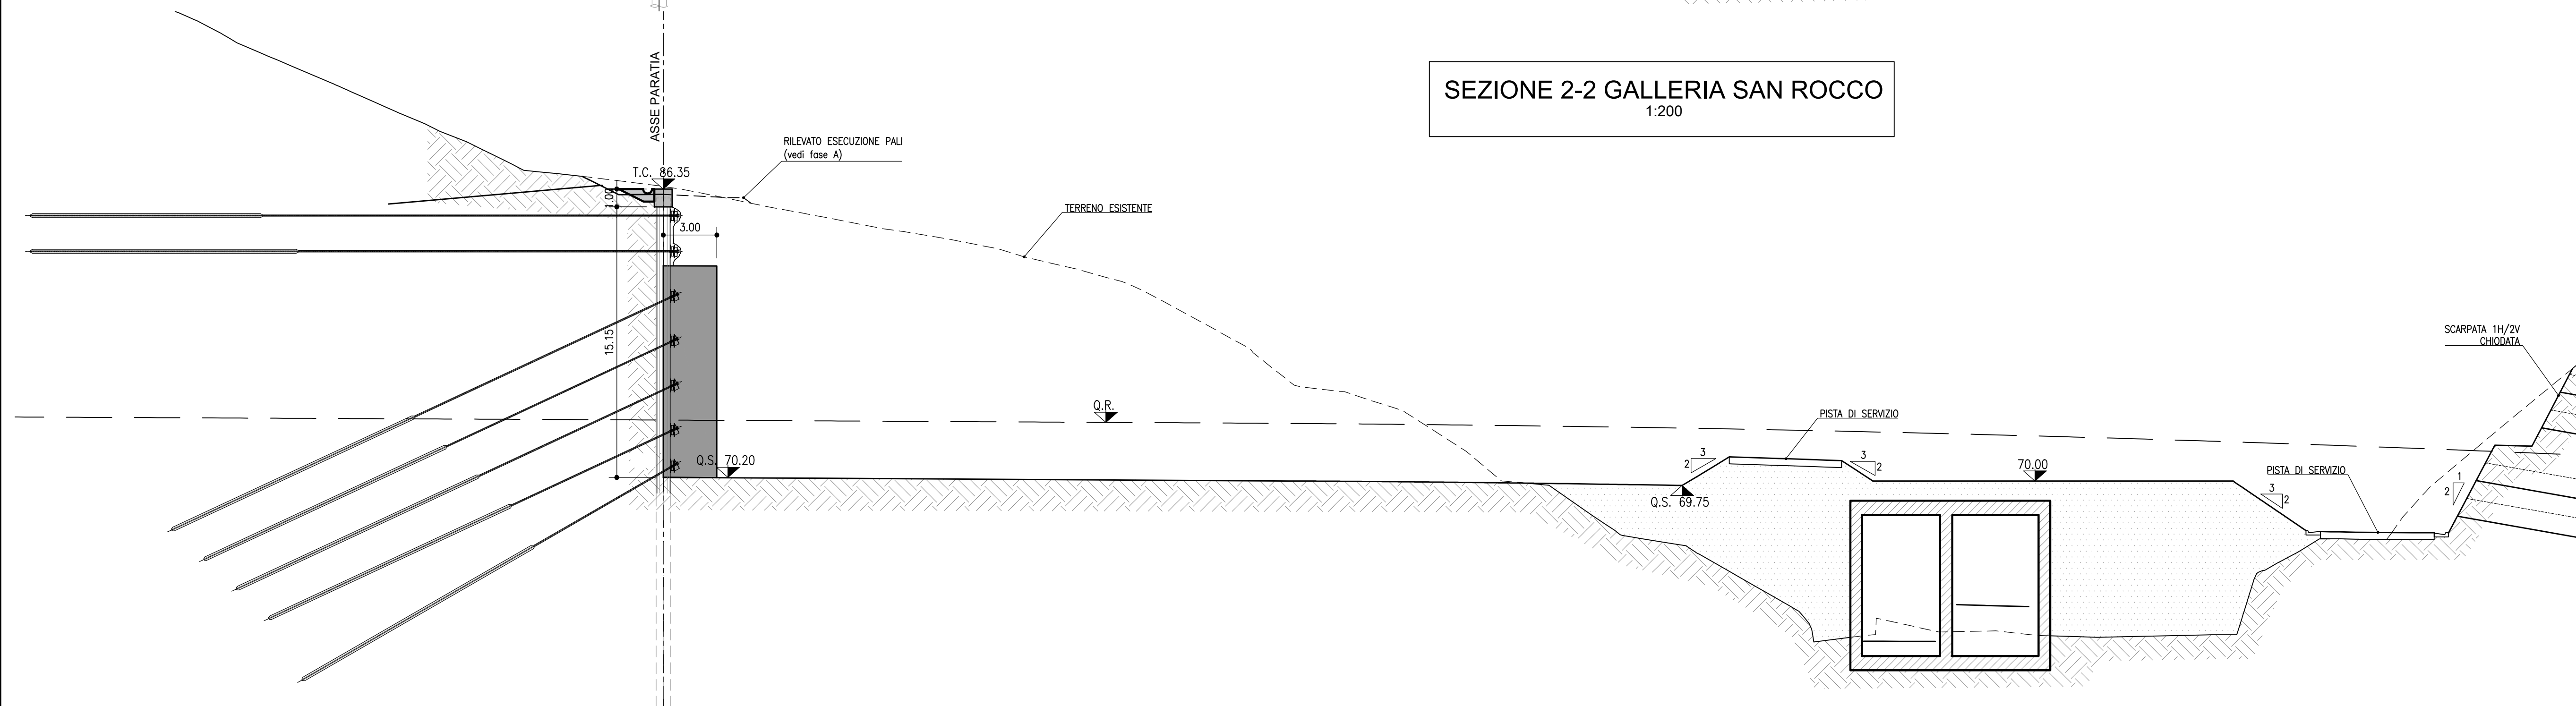 SEZIONE 2-2 GALLERIA SAN ROCCO
1:200
ASSE PARATIA
RILEVATO ESECUZIONE PALI
(vedi fase A)
T.C. 86.35
1.00
3.00
15.15
TERRENO ESISTENTE
Q.R.
Q.S. 70.20
Q.S. 69.75
3
2
PISTA DI SERVIZIO
3
2
70.00
3
2
PISTA DI SERVIZIO
1
2
SCARPATA 1H/2V
CHIODATA